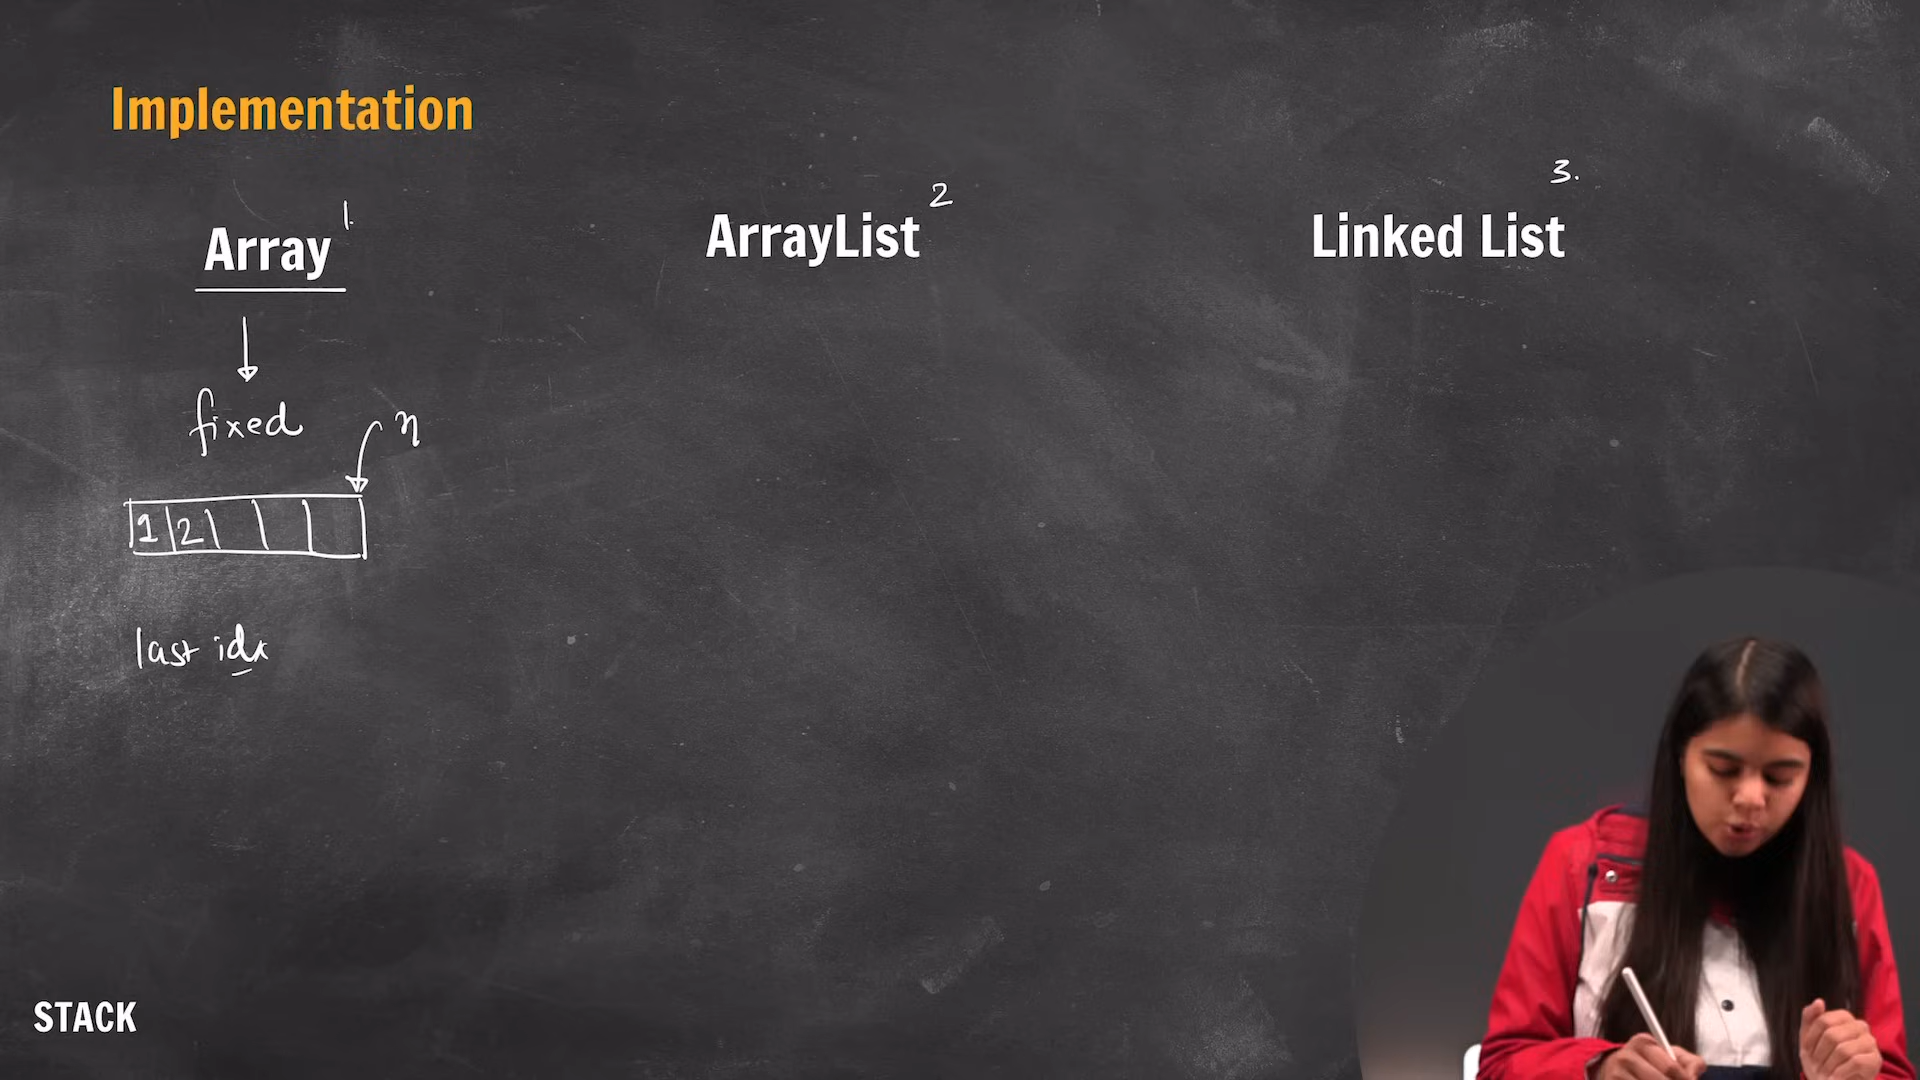 Implementation
Array 1.
ArrayList 2
Linked List 3.
fixed
n
1 2
last idx
STACK